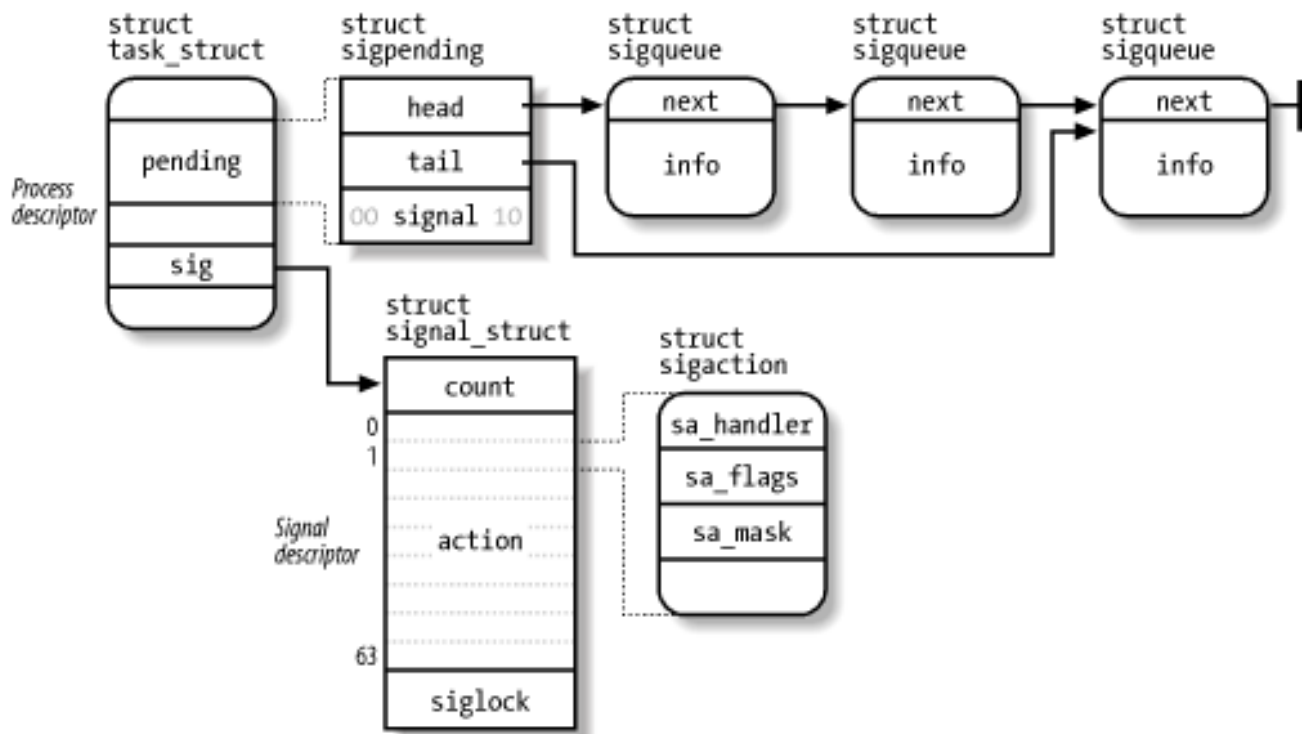 struct
task_struct
struct
sigpending
struct
sigqueue
struct
sigqueue
struct
sigqueue
head
next
next
next
pending
tail
info
info
info
Process
descriptor
00 signal 10
sig
struct
signal_struct
struct
sigaction
count
0
1
sa_handler
sa_flags
sa_mask
Signal
descriptor
action
63
siglock